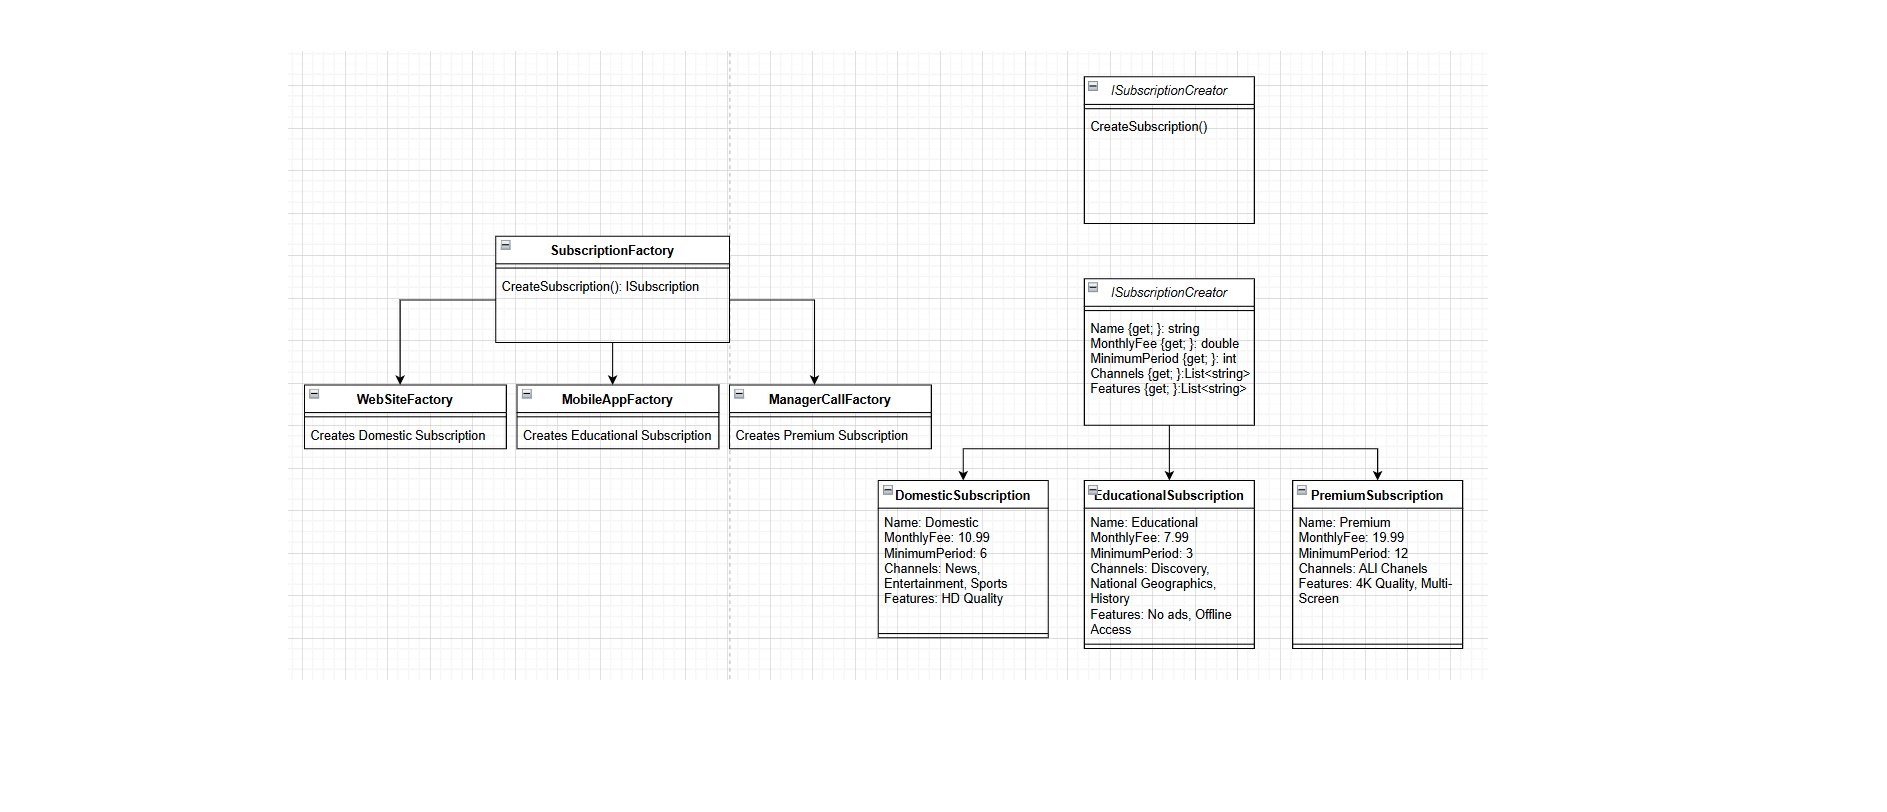 ISubscriptionCreator
CreateSubscription()
SubscriptionFactory
CreateSubscription(): ISubscription
WebSiteFactory
Creates Domestic Subscription
MobileAppFactory
Creates Educational Subscription
ManagerCallFactory
Creates Premium Subscription
ISubscriptionCreator
Name {get; }: string
MonthlyFee {get; }: double
MinimumPeriod {get; }: int
Channels {get; }:List<string>
Features {get; }:List<string>
DomesticSubscription
Name: Domestic
MonthlyFee: 10.99
MinimumPeriod: 6
Channels: News,
Entertainment, Sports
Features: HD Quality
EducationalSubscription
Name: Educational
MonthlyFee: 7.99
MinimumPeriod: 3
Channels: Discovery,
National Geographics,
History
Features: No ads, Offline
Access
PremiumSubscription
Name: Premium
MonthlyFee: 19.99
MinimumPeriod: 12
Channels: ALl Chanels
Features: 4K Quality, Multi-
Screen